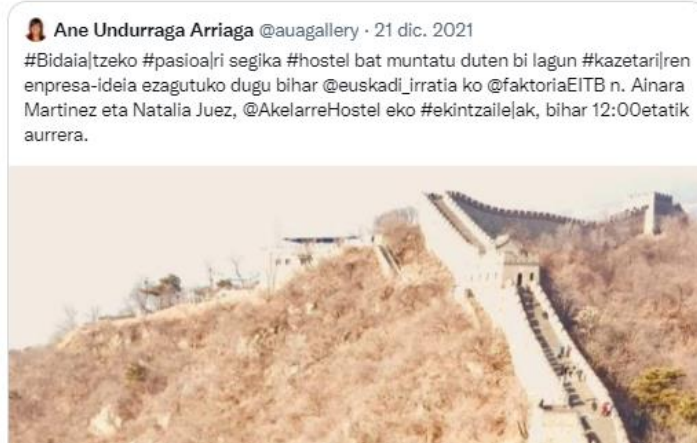 Ane Undurraga Arriaga @auagallery · 21 dic. 2021
#Bidaia|tzeko #pasioa|ri segika #hostel bat muntatu duten bi lagun #kazetari|ren
enpresa-ideia ezagutuko dugu bihar @euskadi_irratia ko @faktoriaEITB n. Ainara
Martinez eta Natalia Juez, @AkelarreHostel eko #ekintzaile|ak, bihar 12:00etatik
aurrera.